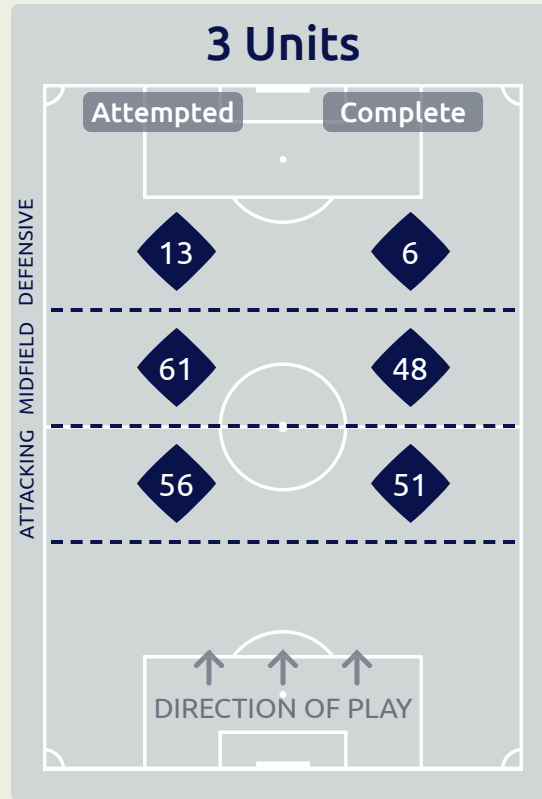 3 Units
Attempted
Complete
DEFENSIVE
13
6
MIDFIELD
61
48
ATTACKING
56
51
DIRECTION OF PLAY